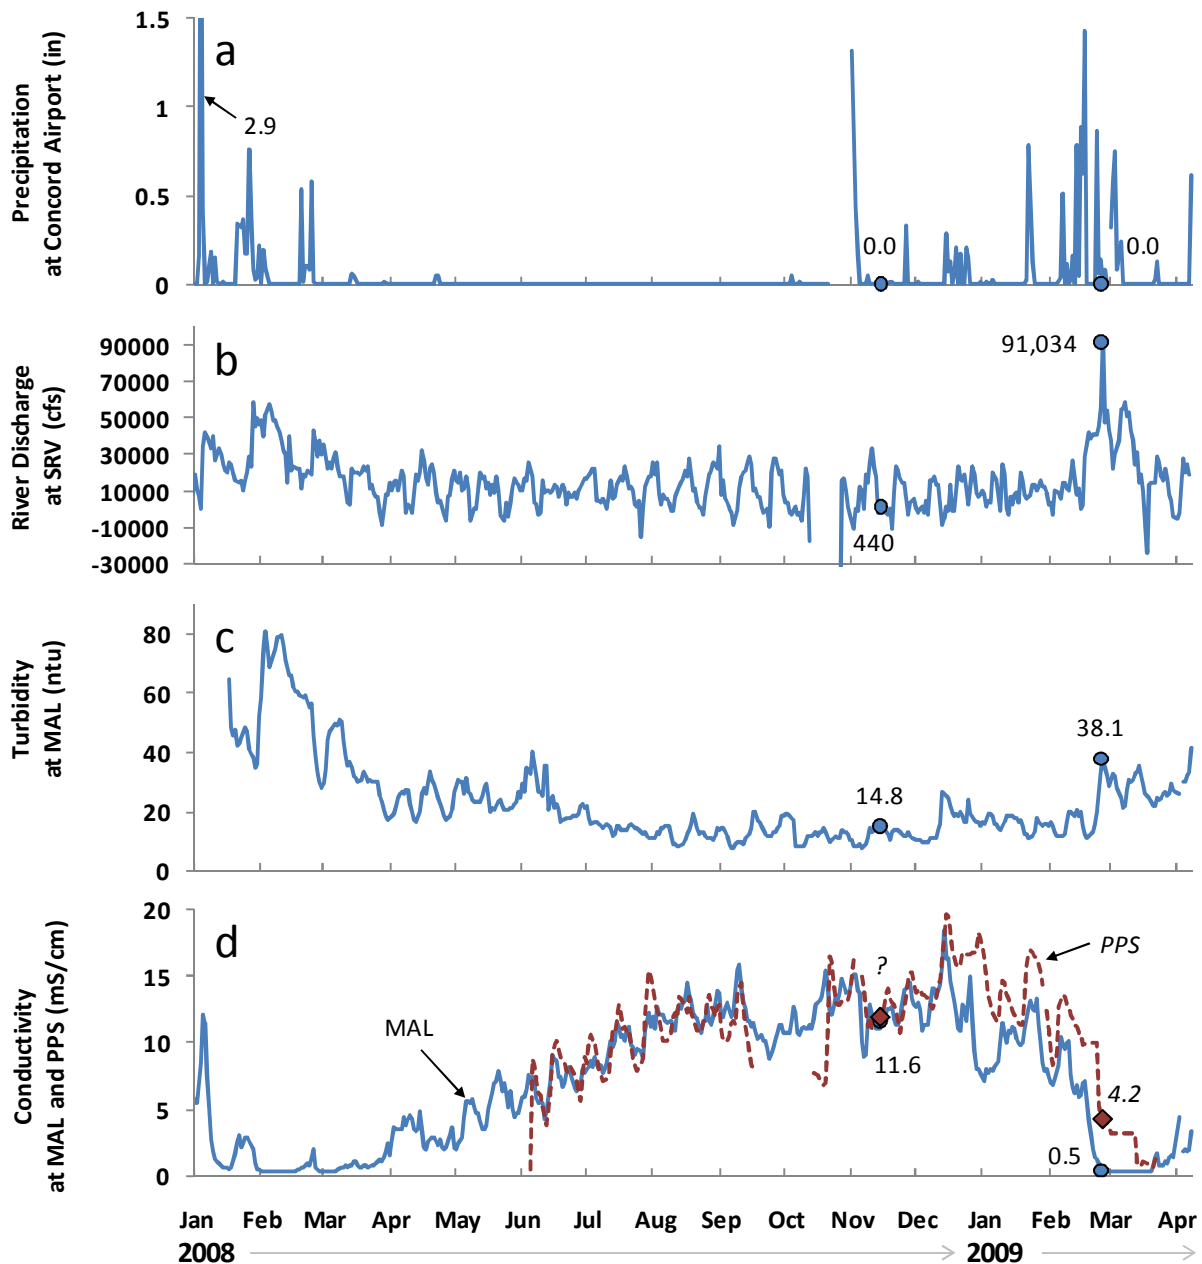 Precipitation
at Concord Airport (in)
1.5
1
0.5
0
a
2.9
0.0
0.0
River Discharge
at SRV (cfs)
90000
70000
50000
30000
10000
-10000
-30000
b
91,034
440
Turbidity
at MAL (ntu)
80
60
40
20
0
c
14.8
38.1
Conductivity
at MAL and PPS (mS/cm)
20
15
10
5
0
d
MAL
?
11.6
PPS
4.2
0.5
Jan Feb Mar Apr May Jun Jul Aug Sep Oct Nov Dec Jan Feb Mar Apr
2008 2009